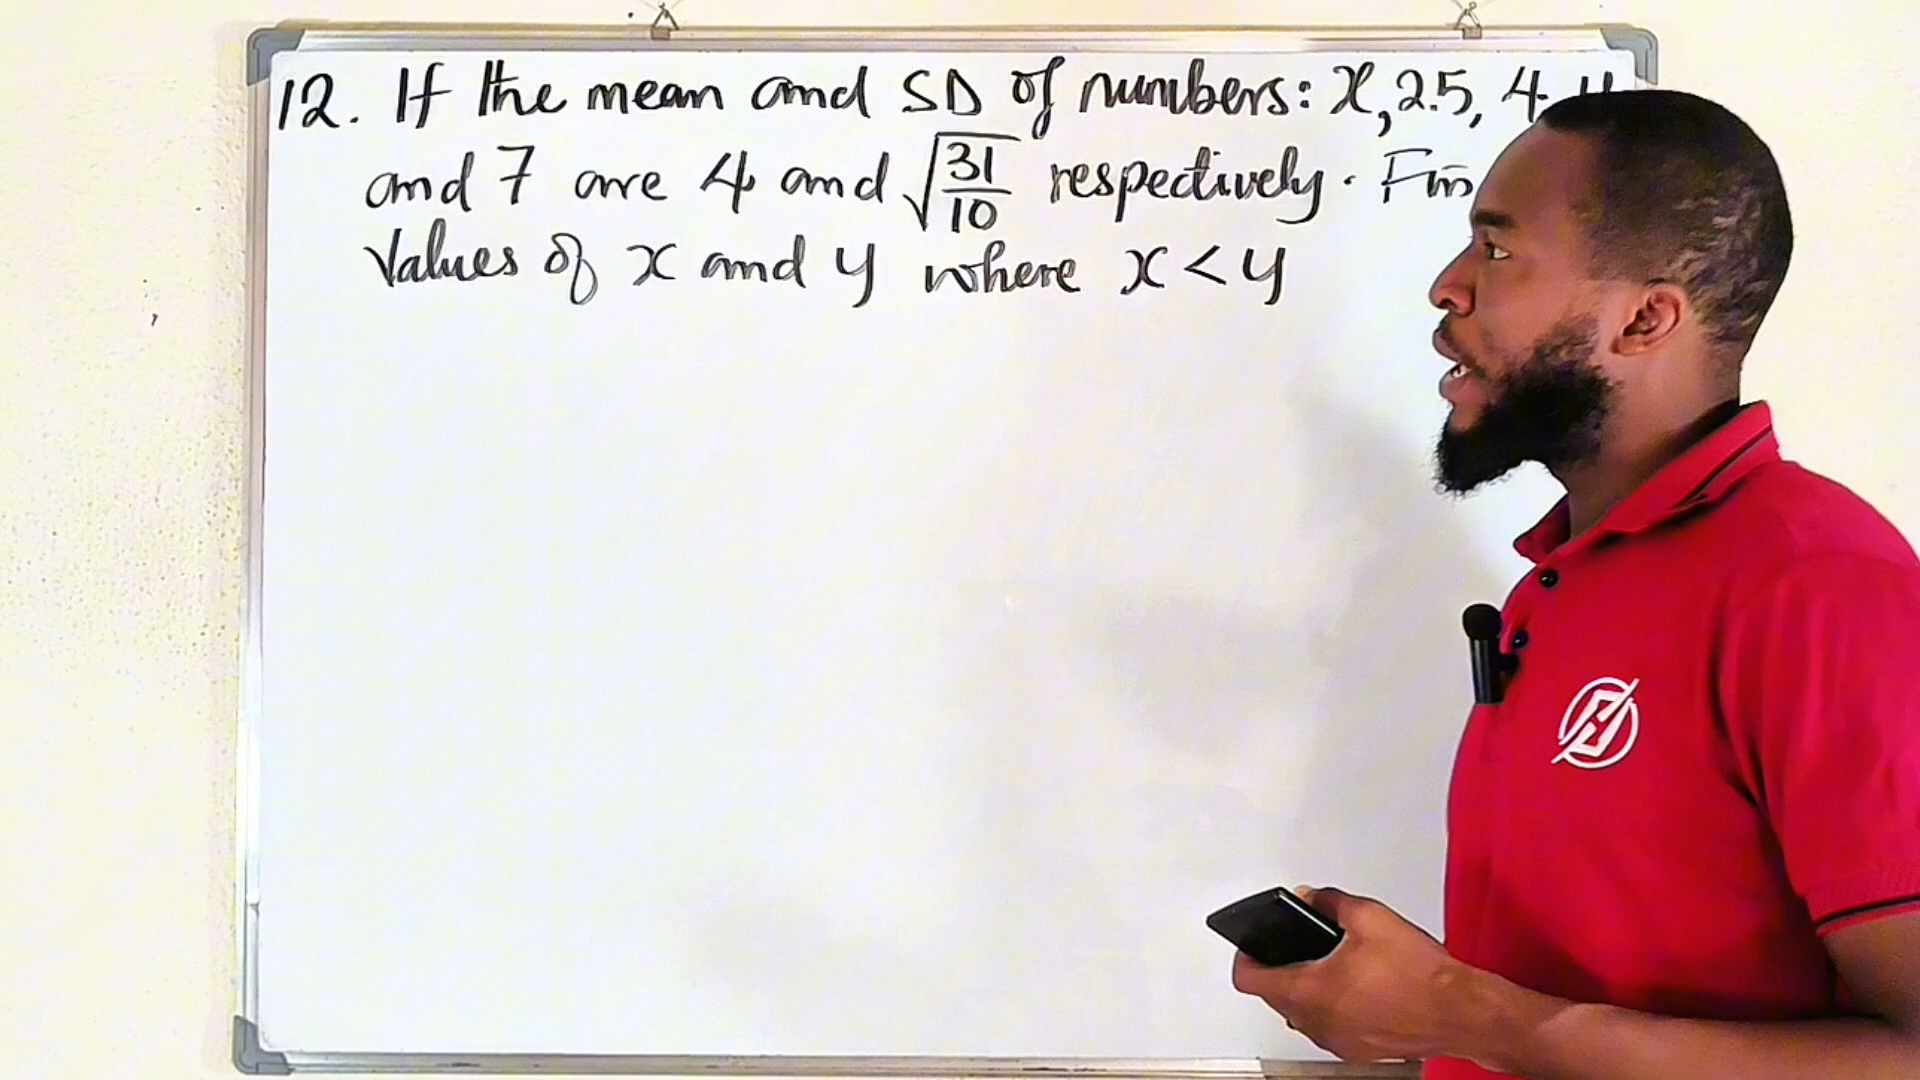 12. If the mean and SD of numbers: x, 2.5, 4
and 7 are 4 and √31/10 respectively. Fin
values of x and y where x < y